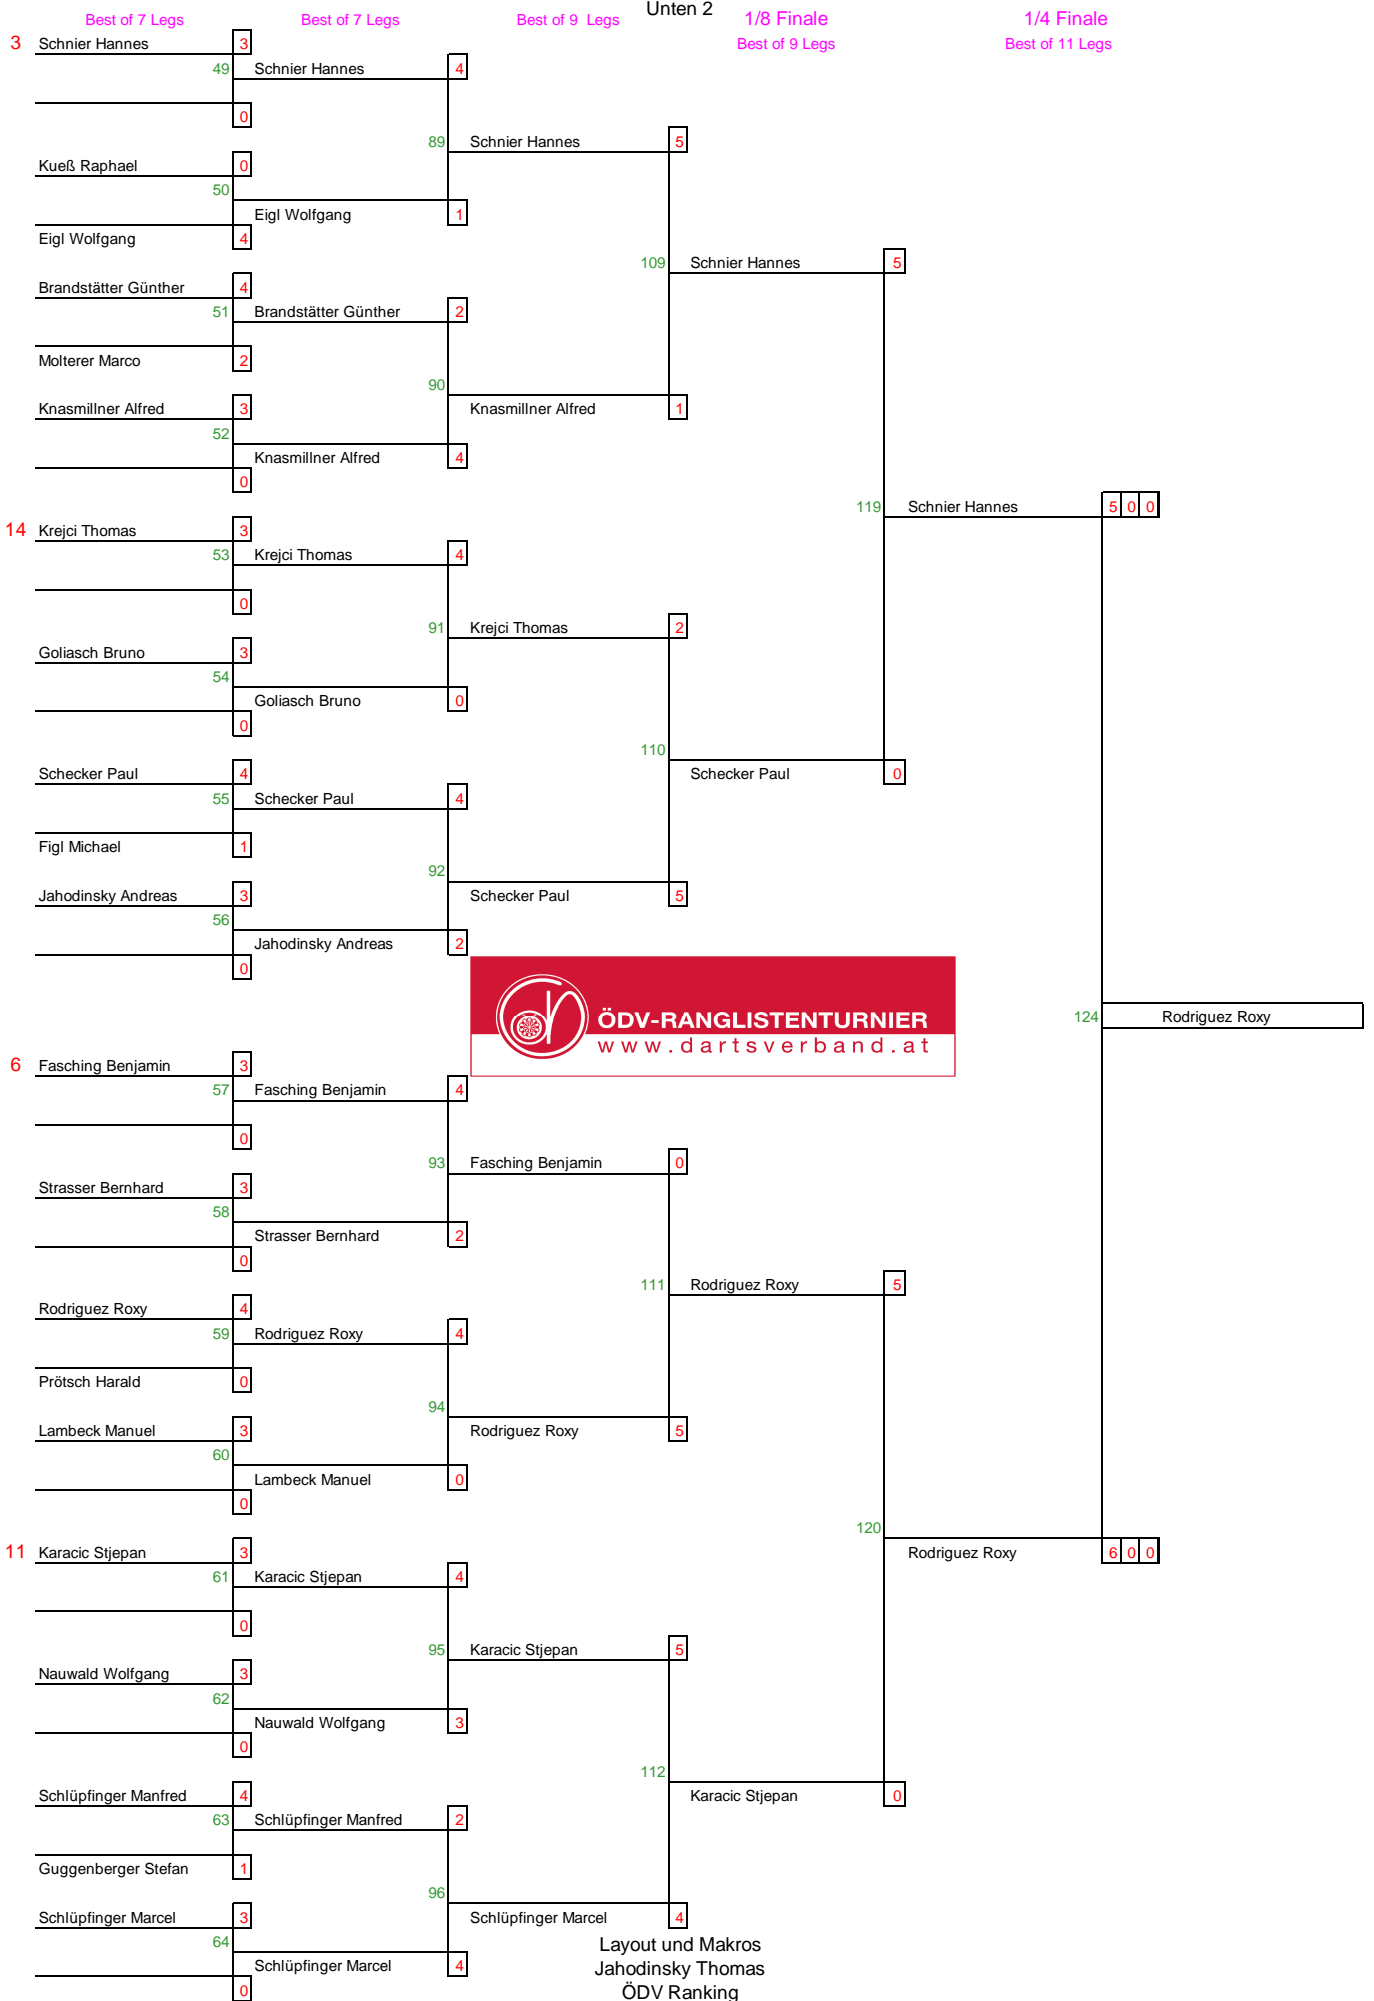 Unten 2
Best of 7 Legs Best of 7 Legs Best of 9 Legs 1/8 Finale 1/4 Finale
Best of 9 Legs Best of 11 Legs
3 Schnier Hannes 3
49 Schnier Hannes 4
0
89 Schnier Hannes 5
Kueß Raphael 0
50
Eigl Wolfgang 1
Eigl Wolfgang 4
109 Schnier Hannes 5
Brandstätter Günther 4
51 Brandstätter Günther 2
Molterer Marco 2
90
Knasmillner Alfred 3 Knasmillner Alfred 1
52
Knasmillner Alfred 4
0
119 Schnier Hannes 5 0 0
14 Krejci Thomas 3
53 Krejci Thomas 4
0
91 Krejci Thomas 2
Goliasch Bruno 3
54
Goliasch Bruno 0
0
110
Schecker Paul 4 Schecker Paul 0
55 Schecker Paul 4
Figl Michael 1
92
Jahodinsky Andreas 3 Schecker Paul 5
56
Jahodinsky Andreas 2
0
ÖDV-RANGLISTENTURNIER
www.dartsverband.at
124 Rodriguez Roxy
6 Fasching Benjamin 3
57 Fasching Benjamin 4
0
93 Fasching Benjamin 0
Strasser Bernhard 3
58
Strasser Bernhard 2
0
111 Rodriguez Roxy 5
Rodriguez Roxy 4
59 Rodriguez Roxy 4
Prötsch Harald 0
94
Lambeck Manuel 3 Rodriguez Roxy 5
60
Lambeck Manuel 0
0
120
11 Karacic Stjepan 3 Rodriguez Roxy 6 0 0
61 Karacic Stjepan 4
0
95 Karacic Stjepan 5
Nauwald Wolfgang 3
62
Nauwald Wolfgang 3
0
112
Schlüpfinger Manfred 4 Karacic Stjepan 0
63 Schlüpfinger Manfred 2
Guggenberger Stefan 1
96
Schlüpfinger Marcel 3 Schlüpfinger Marcel 4
64
Schlüpfinger Marcel 4
0
Layout und Makros
Jahodinsky Thomas
ÖDV Ranking